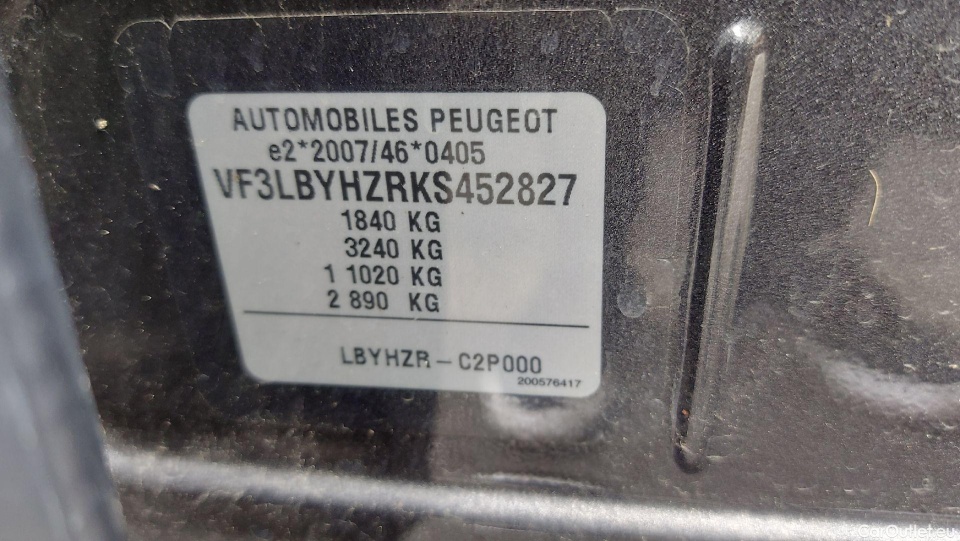 AUTOMOBILES PEUGEOT
e2*2007/46*0405
VF3LBYHZRKS452827
1840 KG
3240 KG
1 1020 KG
2 890 KG
LBYHZR - C2P000
200576417
CarOutlet.eu